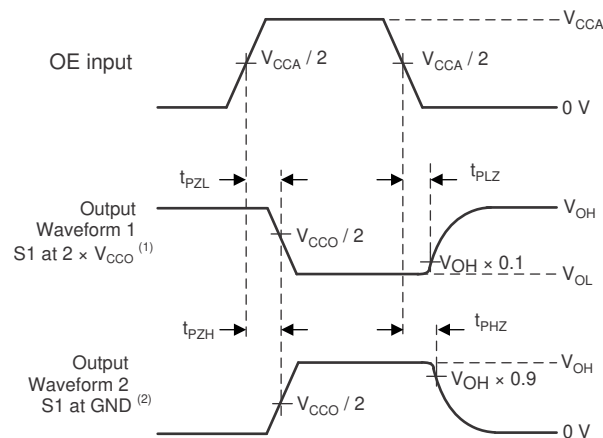 V_CCA
OE input
V_CCA / 2
V_CCA / 2
0 V
t_PZL
t_PLZ
Output
Waveform 1
S1 at 2 × V_CCO (1)
V_CCO / 2
V_OH
V_OH × 0.1
V_OL
t_PZH
t_PHZ
Output
Waveform 2
S1 at GND (2)
V_CCO / 2
V_OH
V_OH × 0.9
0 V